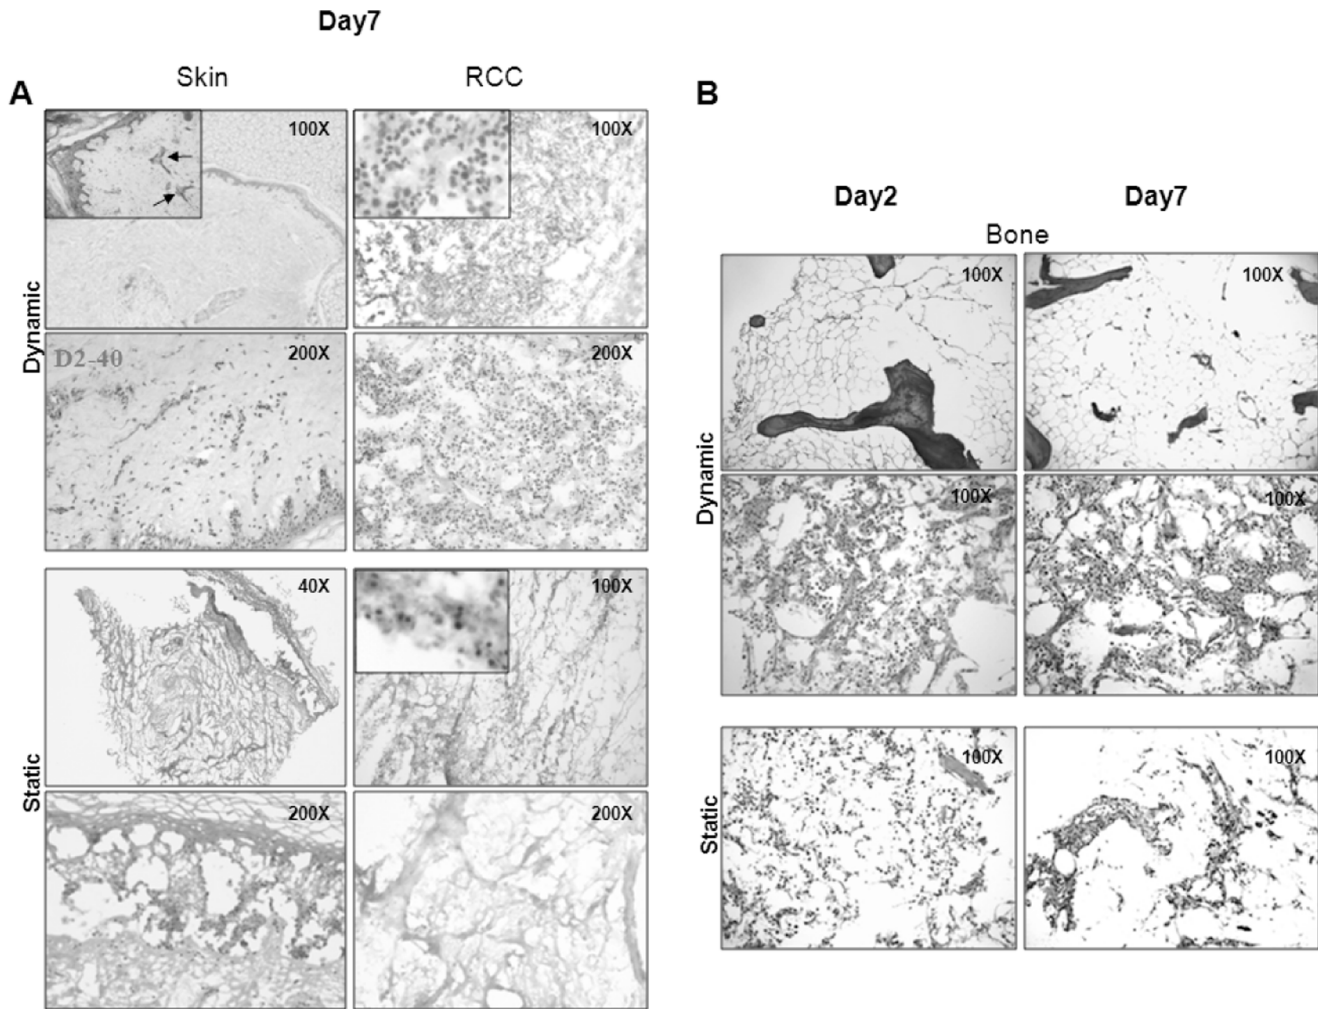 Day7
Skin RCC
A
Dynamic
100X 100X
D2-40 200X 200X
Static
40X 100X
200X 200X
B
Day2 Day7
Bone
Dynamic
100X 100X
100X 100X
Static
100X 100X